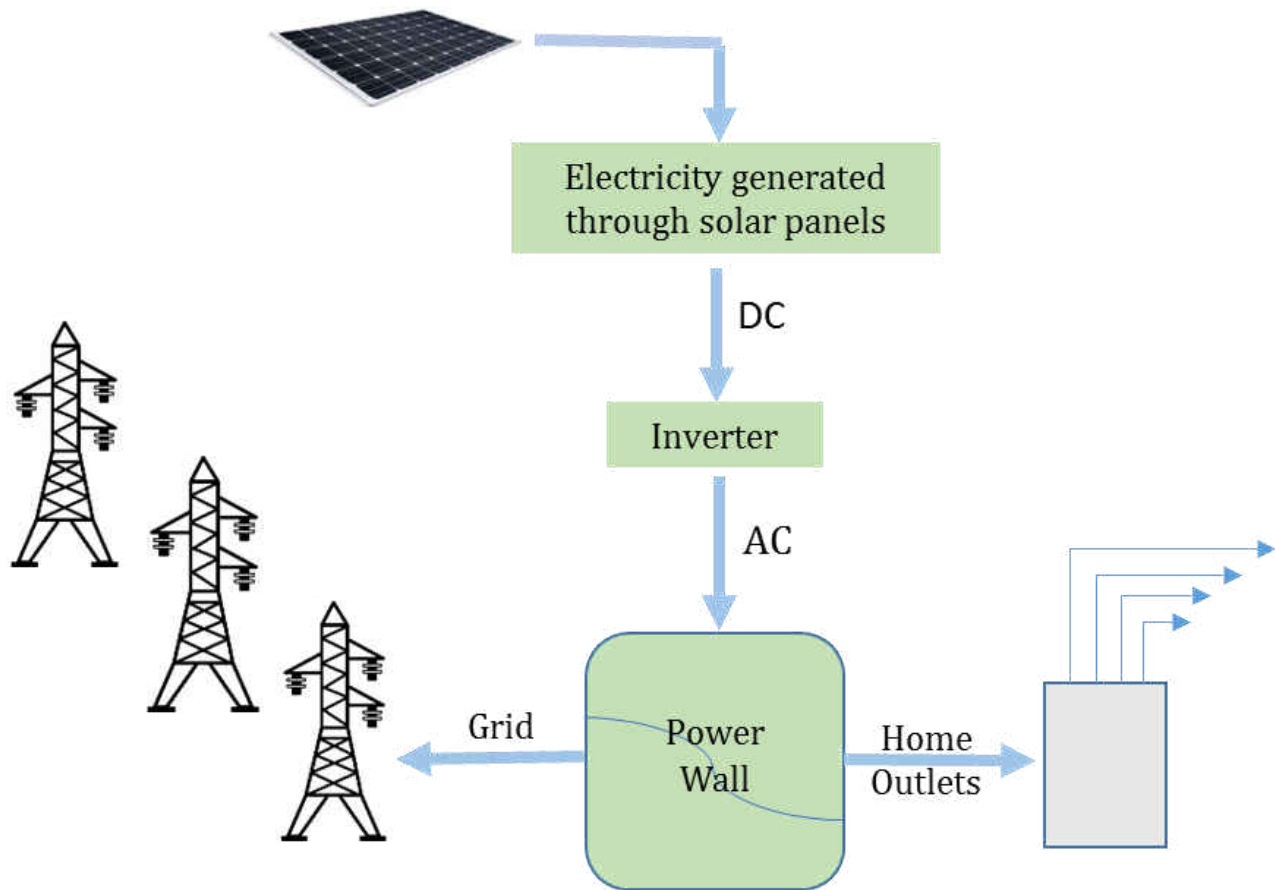 Electricity generated
through solar panels
DC
Inverter
AC
Grid
Power
Wall
Home
Outlets